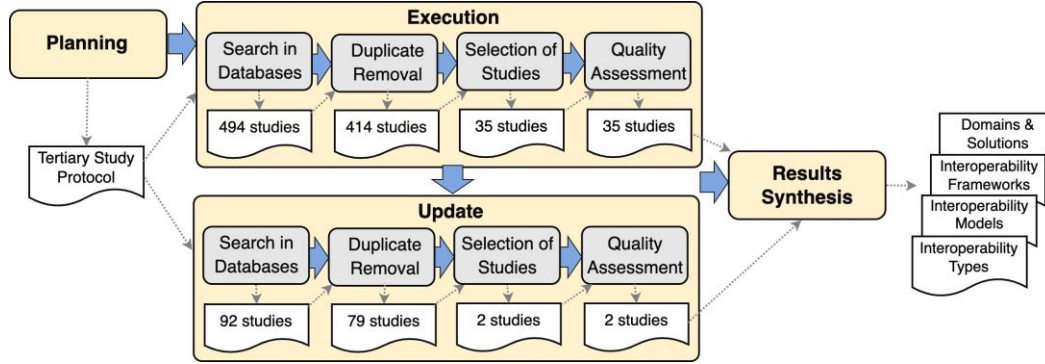 Planning
Tertiary Study
Protocol
Execution
Search in
Databases
Duplicate
Removal
Selection of
Studies
Quality
Assessment
494 studies
414 studies
35 studies
35 studies
Update
Search in
Databases
Duplicate
Removal
Selection of
Studies
Quality
Assessment
92 studies
79 studies
2 studies
2 studies
Results
Synthesis
Domains &
Solutions
Interoperability
Frameworks
Interoperability
Models
Interoperability
Types